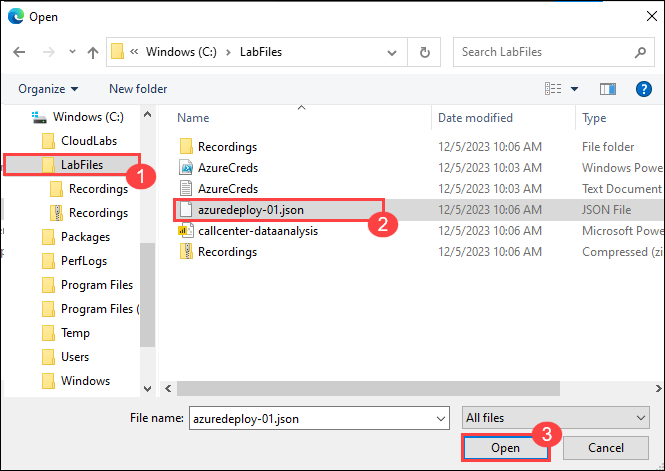 Open
« Windows (C:) › LabFiles
Search LabFiles
Organize New folder
?
Windows (C:)
CloudLabs
LabFiles
1
Recordings
Recordings
Packages
PerfLogs
Program Files
Program Files (
Temp
Users
Windows
Name Date modified Type
Recordings 12/5/2023 10:06 AM File folder
AzureCreds 12/5/2023 10:06 AM Windows Power
AzureCreds 12/5/2023 10:06 AM Text Document
azuredeploy-01.json 12/5/2023 10:06 AM JSON File
2
callcenter-dataanalysis 12/5/2023 10:06 AM Microsoft Pow
Recordings 12/5/2023 10:06 AM Compressed (zi
File name: azuredeploy-01.json All files
3
Open Cancel